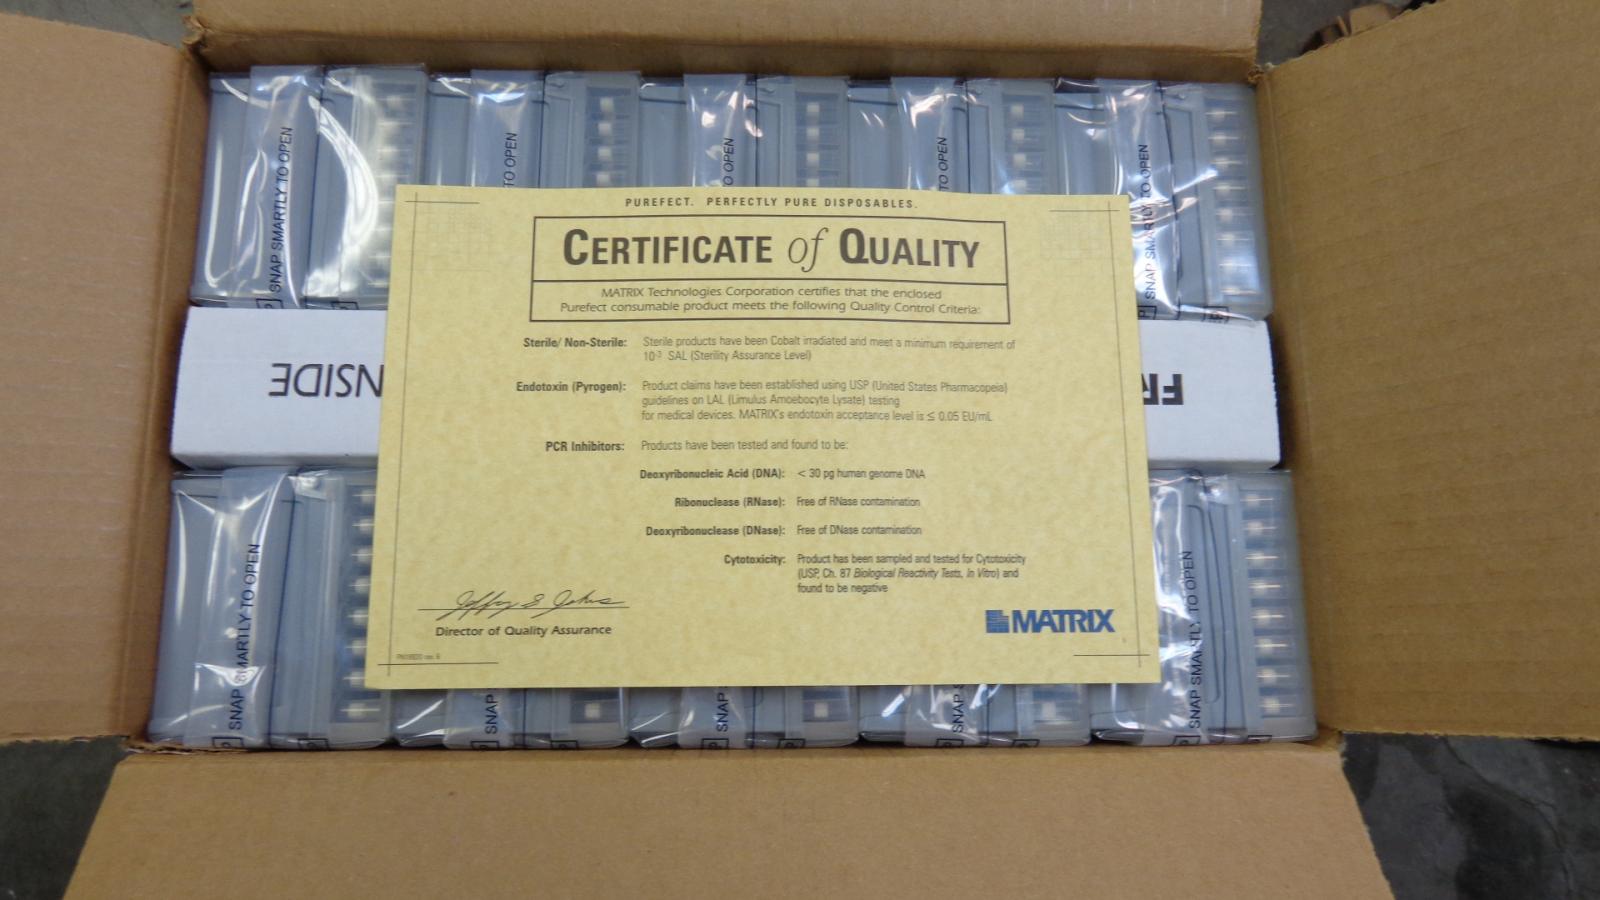 SNAP SMARTLY TO OPEN
TO OPEN
O OPEN
TO OPEN
SNAP SMARTLY TO OPEN
PUREFECT. PERFECTLY PURE DISPOSABLES.
CERTIFICATE of QUALITY
MATRIX Technologies Corporation certifies that the enclosed
Purefect consumable product meets the following Quality Control Criteria:
Sterile/ Non-Sterile: Sterile products have been Cobalt irradiated and meet a minimum requirement of
10-3 SAL (Sterility Assurance Level)
Endotoxin (Pyrogen): Product claims have been established using USP (United States Pharmacopeia)
guidelines on LAL (Limulus Amoebocyte Lysate) testing
for medical devices. MATRIX's endotoxin acceptance level is ≤ 0.05 EU/mL
PCR Inhibitors: Products have been tested and found to be:
Deoxyribonucleic Acid (DNA): < 30 pg human genome DNA
Ribonuclease (RNase): Free of RNase contamination
Deoxyribonuclease (DNase): Free of DNase contamination
Cytotoxicity: Product has been sampled and tested for Cytotoxicity
(USP, Ch. 87 Biological Reactivity Tests, In Vitro) and
found to be negative
Director of Quality Assurance
MATRIX
NSIDE
FR
SNAP SMARTLY TO OPEN
SNAP
SNAP
SNAP S
SNAP SMARTLY TO OPEN